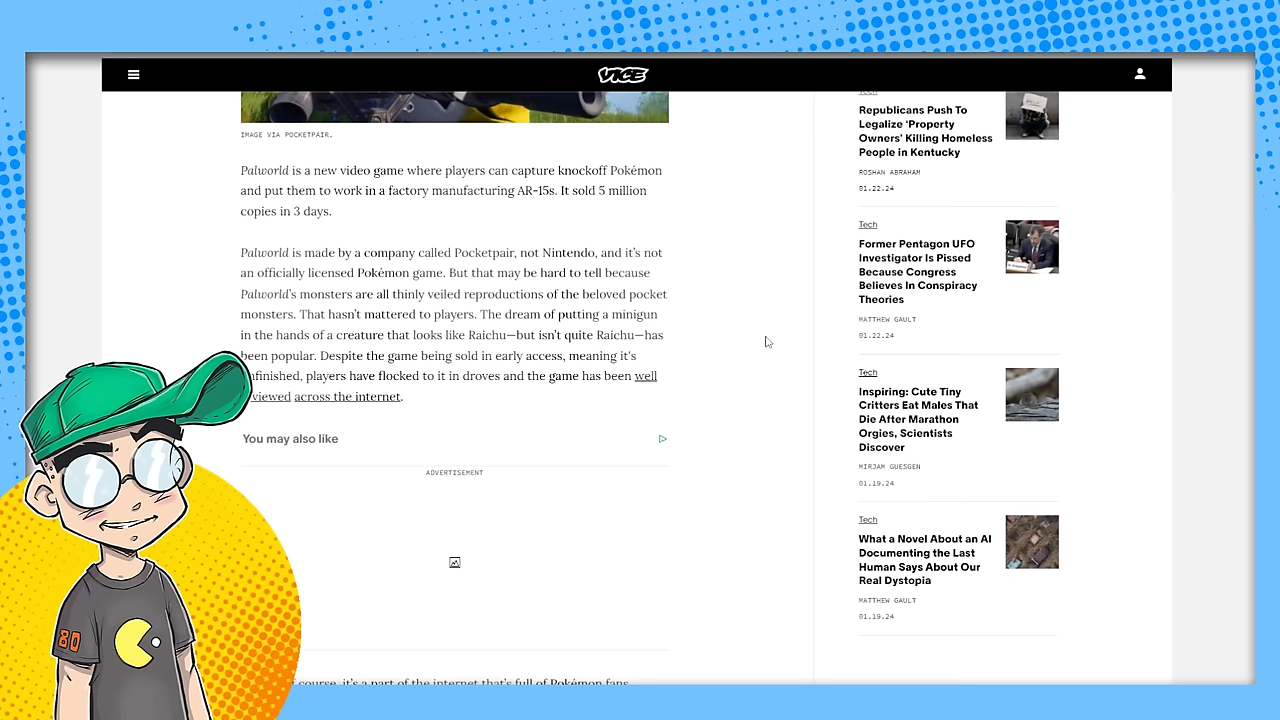 VICE
IMAGE VIA POCKETPAIR.
Palworld is a new video game where players can capture knockoff Pokémon
and put them to work in a factory manufacturing AR-15s. It sold 5 million
copies in 3 days.
Palworld is made by a company called Pocketpair, not Nintendo, and it's not
an officially licensed Pokémon game. But that may be hard to tell because
Palworld's monsters are all thinly veiled reproductions of the beloved pocket
monsters. That hasn't mattered to players. The dream of putting a minigun
in the hands of a creature that looks like Raichu—but isn't quite Raichu—has
been popular. Despite the game being sold in early access, meaning it's
nfinished, players have flocked to it in droves and the game has been well
viewed across the internet.
You may also like
ADVERTISEMENT
course, it's a part of the internet that's full of Pokémon fans
80
Tech
Republicans Push To
Legalize 'Property
Owners' Killing Homeless
People in Kentucky
ROSHAN ABRAHAM
01.22.24
Tech
Former Pentagon UFO
Investigator Is Pissed
Because Congress
Believes In Conspiracy
Theories
MATTHEW GAULT
01.22.24
Tech
Inspiring: Cute Tiny
Critters Eat Males That
Die After Marathon
Orgies, Scientists
Discover
MIRJAM GUESGEN
01.19.24
Tech
What a Novel About an AI
Documenting the Last
Human Says About Our
Real Dystopia
MATTHEW GAULT
01.19.24